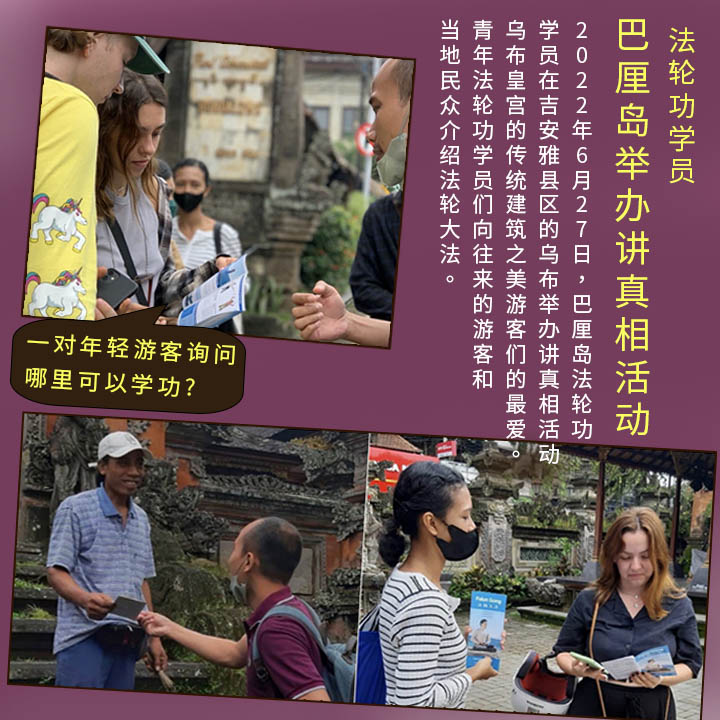 法轮功学员
巴厘岛举办讲真相活动
2022年6月27日，巴厘岛法轮功
学员在吉安雅县区的乌布举办讲真相活动
乌布皇宫的传统建筑之美游客们的最爱。
青年法轮功学员们向往来的游客和
当地民众介绍法轮大法。
一对年轻游客询问
哪里可以学功?
Falun Gong